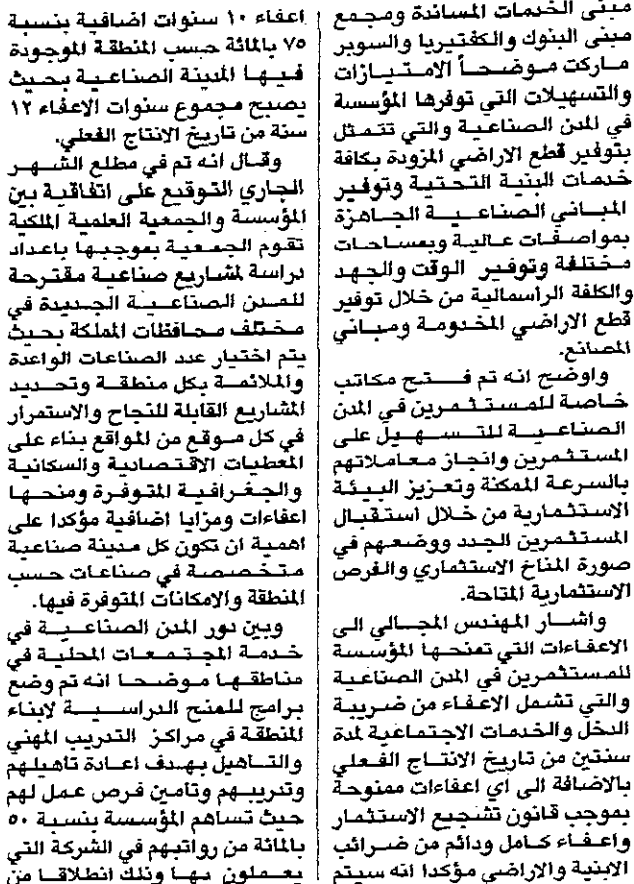 مبنى الخدمات المساندة ومجمع
مبنى البنوك والكفتيريا والسوبر
ماركت موضحاً الامتيازات
والتسهيلات التي توفرها المؤسسة
في المدن الصناعية والتي تتمثل
بتوفير قطع الاراضي المزودة بكافة
خدمات البنية التحتية وتوفير
المباني الصناعية الجاهزة
بمواصفات عالية وبمساحات
مختلفة وتوفير الوقت والجهد
والكلفة الراسمالية من خلال توفير
قطع الاراضي المخدومة ومباني
المصانع.
واوضح انه تم فتح مكاتب
خاصة للمستثمرين في المدن
الصناعية للتسهيل على
المستثمرين وانجاز معاملاتهم
بالسرعة الممكنة وتعزيز البيئة
الاستثمارية من خلال استقبال
المستثمرين الجدد ووضعهم في
صورة المناخ الاستثماري والفرص
الاستثمارية المتاحة.
واشار المهندس المجالي الى
الاعفاءات التي تمنحها المؤسسة
للمستثمرين في المدن الصناعية
والتي تشمل الاعفاء من ضريبة
الدخل والخدمات الاجتماعية لمدة
سنتين من تاريخ الانتاج الفعلي
بالاضافة الى اي اعفاءات ممنوحة
بموجب قانون تشجيع الاستثمار
واعفاء كامل ودائم من ضرائب
الابنية والاراضي مؤكدا انه سيتم
اعفاء ١٠ سنوات اضافية بنسبة
٧٥ بالمائة حسب المنطقة الموجودة
فيها المدينة الصناعية بحيث
يصبح مجموع سنوات الاعفاء ١٢
سنة من تاريخ الانتاج الفعلي.
وقال انه تم في مطلع الشهر
الجاري التوقيع على اتفاقية بين
المؤسسة والجمعية العلمية الملكية
تقوم الجمعية بموجبها باعداد
دراسة لمشاريع صناعية مقترحة
للمدن الصناعية الجديدة في
مختلف محافظات المملكة بحيث
يتم اختيار عدد الصناعات الواعدة
والملائمة بكل منطقة وتحديد
المشاريع القابلة للنجاح والاستمرار
في كل موقع من المواقع بناء على
المعطيات الاقتصادية والسكانية
والجغرافية المتوفرة ومنحها
اعفاءات ومزايا اضافية مؤكدا على
اهمية ان تكون كل مدينة صناعية
متخصصة في صناعات حسب
المنطقة والامكانات المتوفرة فيها.
وبين دور المدن الصناعية في
خدمة المجتمعات المحلية في
مناطقها موضحا انه تم وضع
برامج للمنح الدراسية لابناء
المنطقة في مراكز التدريب المهني
والتاهيل بهدف اعادة تاهيلهم
وتدريبهم وتامين فرص عمل لهم
حيث تساهم المؤسسة بنسبة ٥٠
بالمائة من رواتبهم في الشركة التي
يعملون بها وذلك انطلاقا من